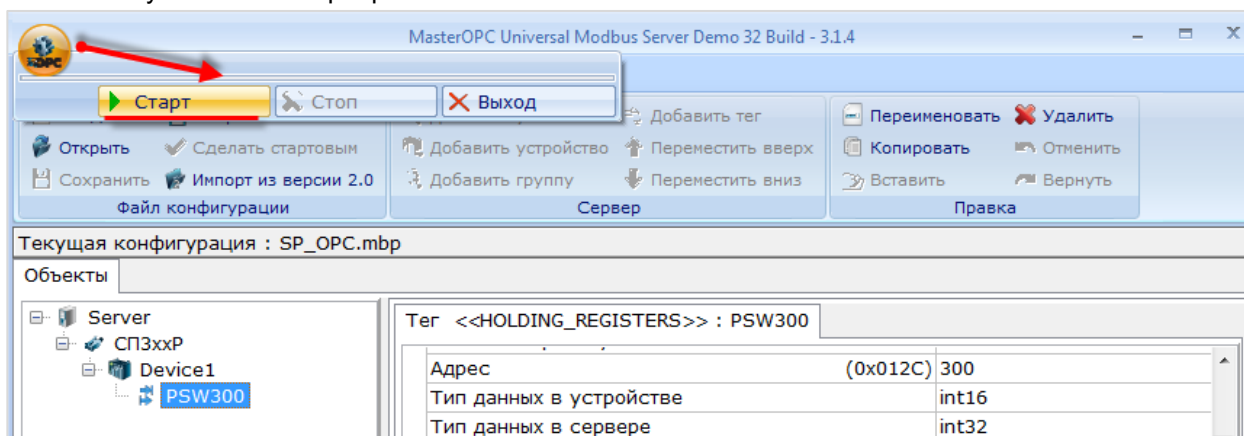 MasterOPC Universal Modbus Server Demo 32 Build - 3.1.4
Старт Стоп Выход
Добавить тег Переименовать Удалить
Открыть Сделать стартовым Добавить устройство Переместить вверх Копировать Отменить
Сохранить Импорт из версии 2.0 Добавить группу Переместить вниз Вставить Вернуть
Файл конфигурации Сервер Правка
Текущая конфигурация : SP_OPC.mbp
Объекты
Server
СП3xxР
Device1
PSW300
Тег <<HOLDING_REGISTERS>> : PSW300
Адрес (0x012C) 300
Тип данных в устройстве int16
Тип данных в сервере int32